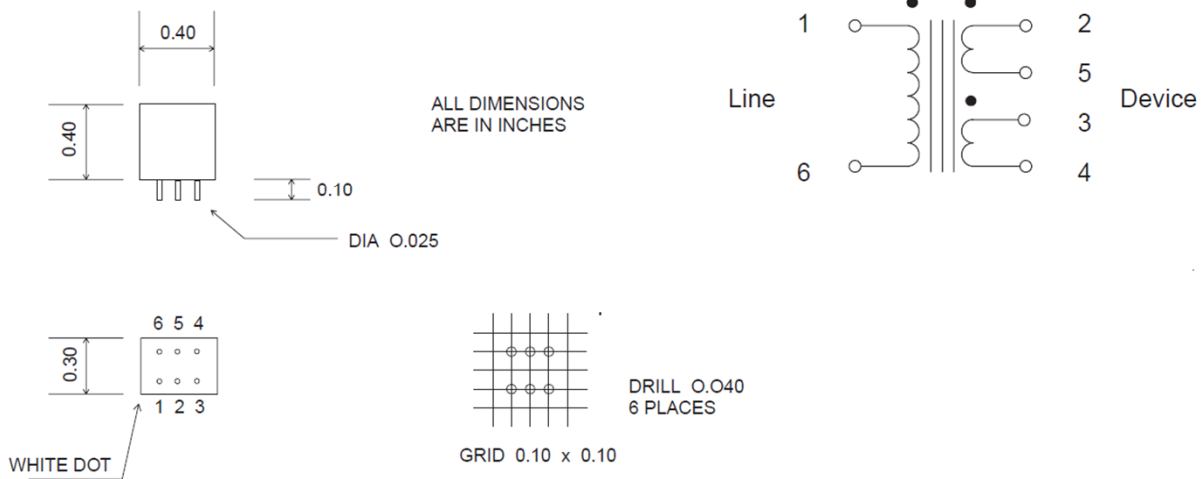 0.40
0.40
ALL DIMENSIONS
ARE IN INCHES
0.10
DIA O.025
1
2
5
Line
Device
3
6
4
6 5 4
0.30
1 2 3
WHITE DOT
DRILL O.O40
6 PLACES
GRID 0.10 x 0.10